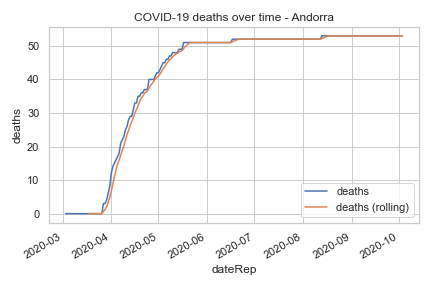 COVID-19 deaths over time - Andorra
deaths
50
40
30
20
10
0
2020-03
2020-04
2020-05
2020-06
2020-07
2020-08
2020-09
2020-10
dateRep
deaths
deaths (rolling)